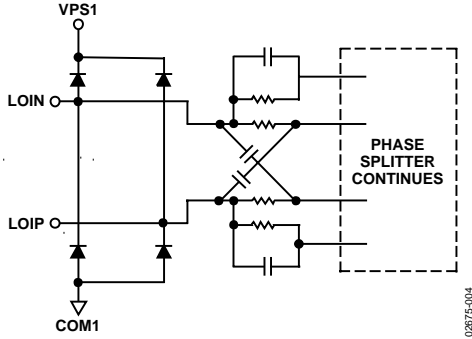 VPS1
LOIN
PHASE
SPLITTER
CONTINUES
LOIP
COM1
02675-004